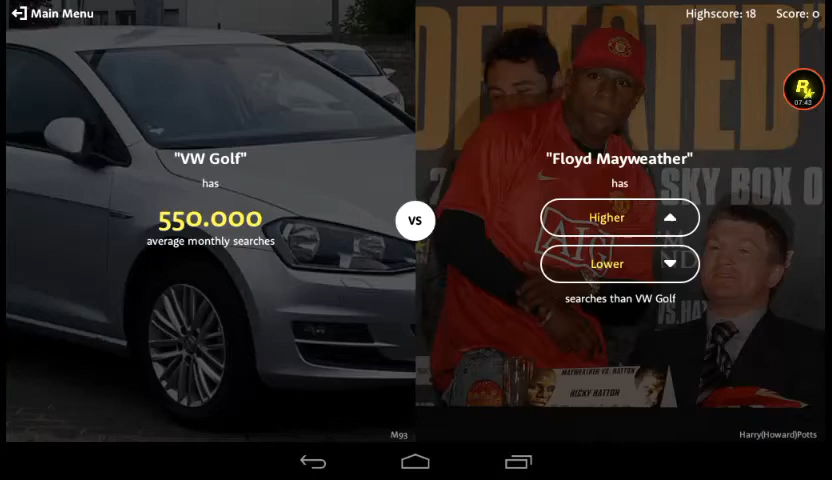 Main Menu
Highscore: 18
Score: 0
DEFEATED"
R★
07:43
"VW Golf"
has
550.000
average monthly searches
VS
"Floyd Mayweather"
has
Higher
Lower
searches than VW Golf
SKY BOX O
AIG
MAYWEATHER VS. HATTON
RICKY HATTON
M93
Harry(Howard)Potts